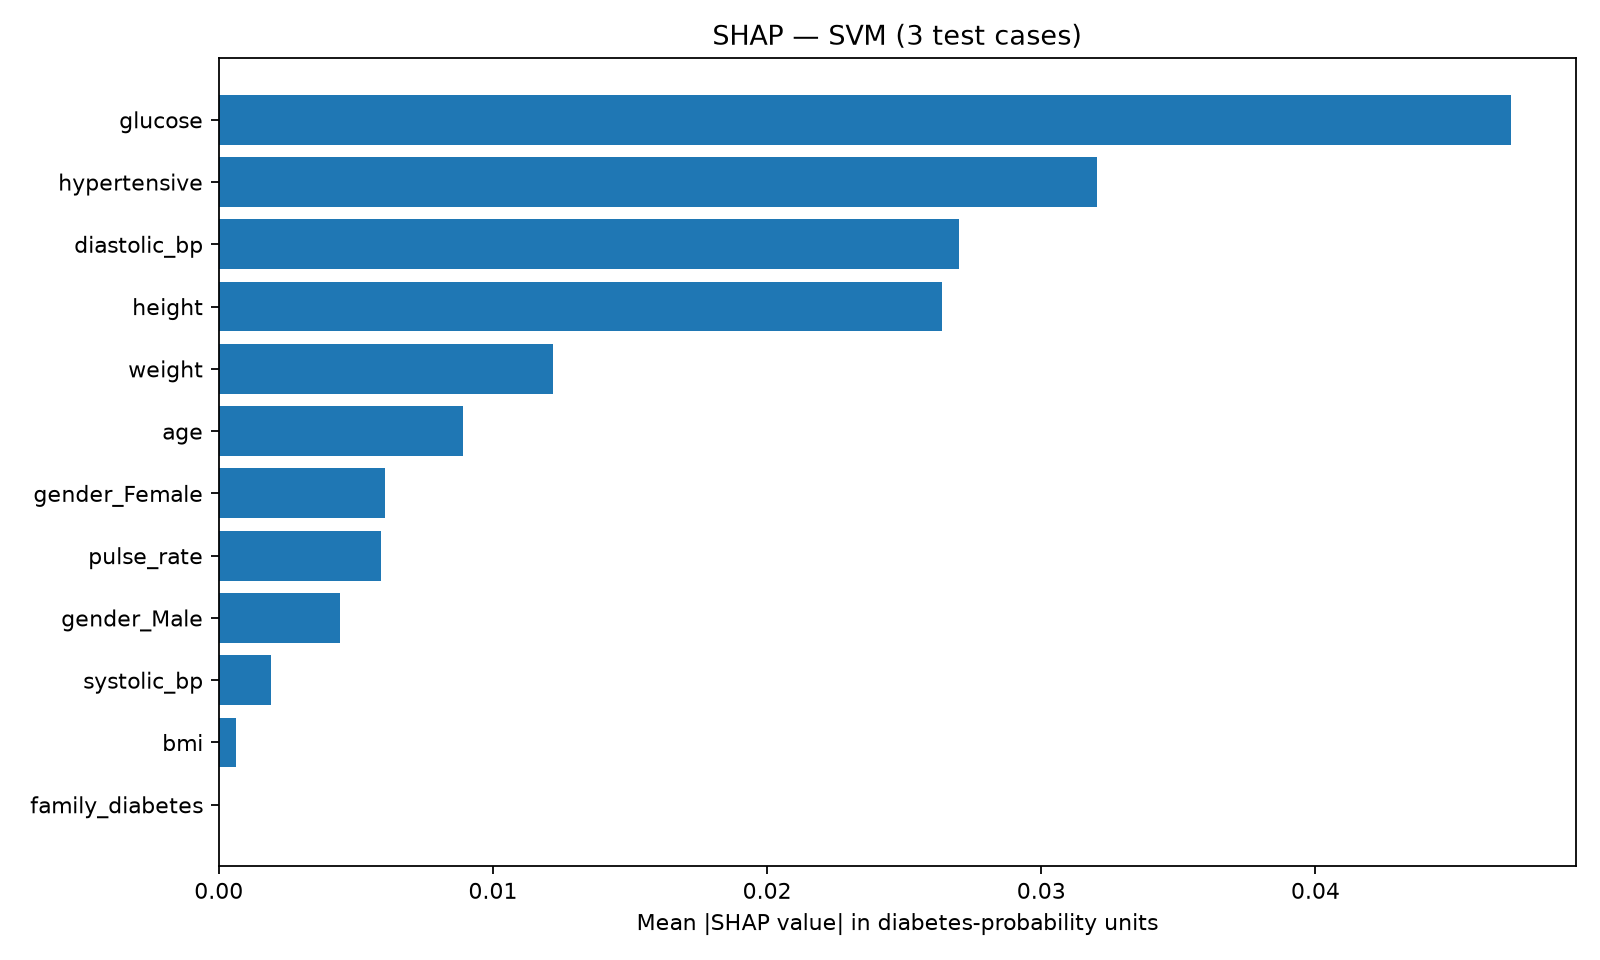 SHAP — SVM (3 test cases)
glucose
hypertensive
diastolic_bp
height
weight
age
gender_Female
pulse_rate
gender_Male
systolic_bp
bmi
family_diabetes
0.00 0.01 0.02 0.03 0.04
Mean |SHAP value| in diabetes-probability units